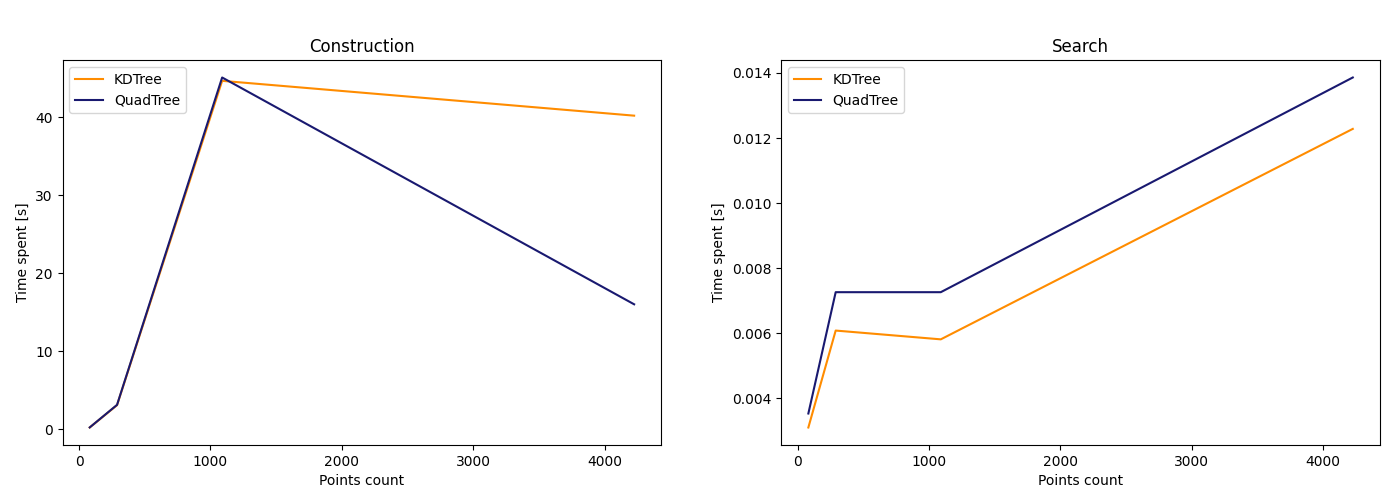 Construction
KDTree
QuadTree
40
30
20
10
0
Time spent [s]
0 1000 2000 3000 4000
Points count
Search
KDTree
QuadTree
0.014
0.012
0.010
0.008
0.006
0.004
Time spent [s]
0 1000 2000 3000 4000
Points count